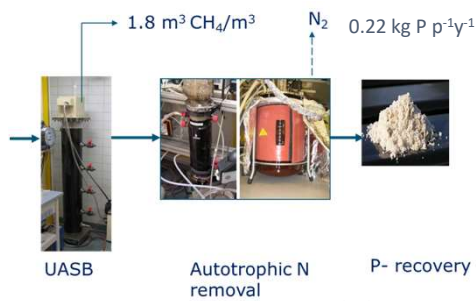 1.8 m³ CH₄/m³
N₂
0.22 kg P p⁻¹y⁻¹
UASB
Autotrophic N
removal
P- recovery